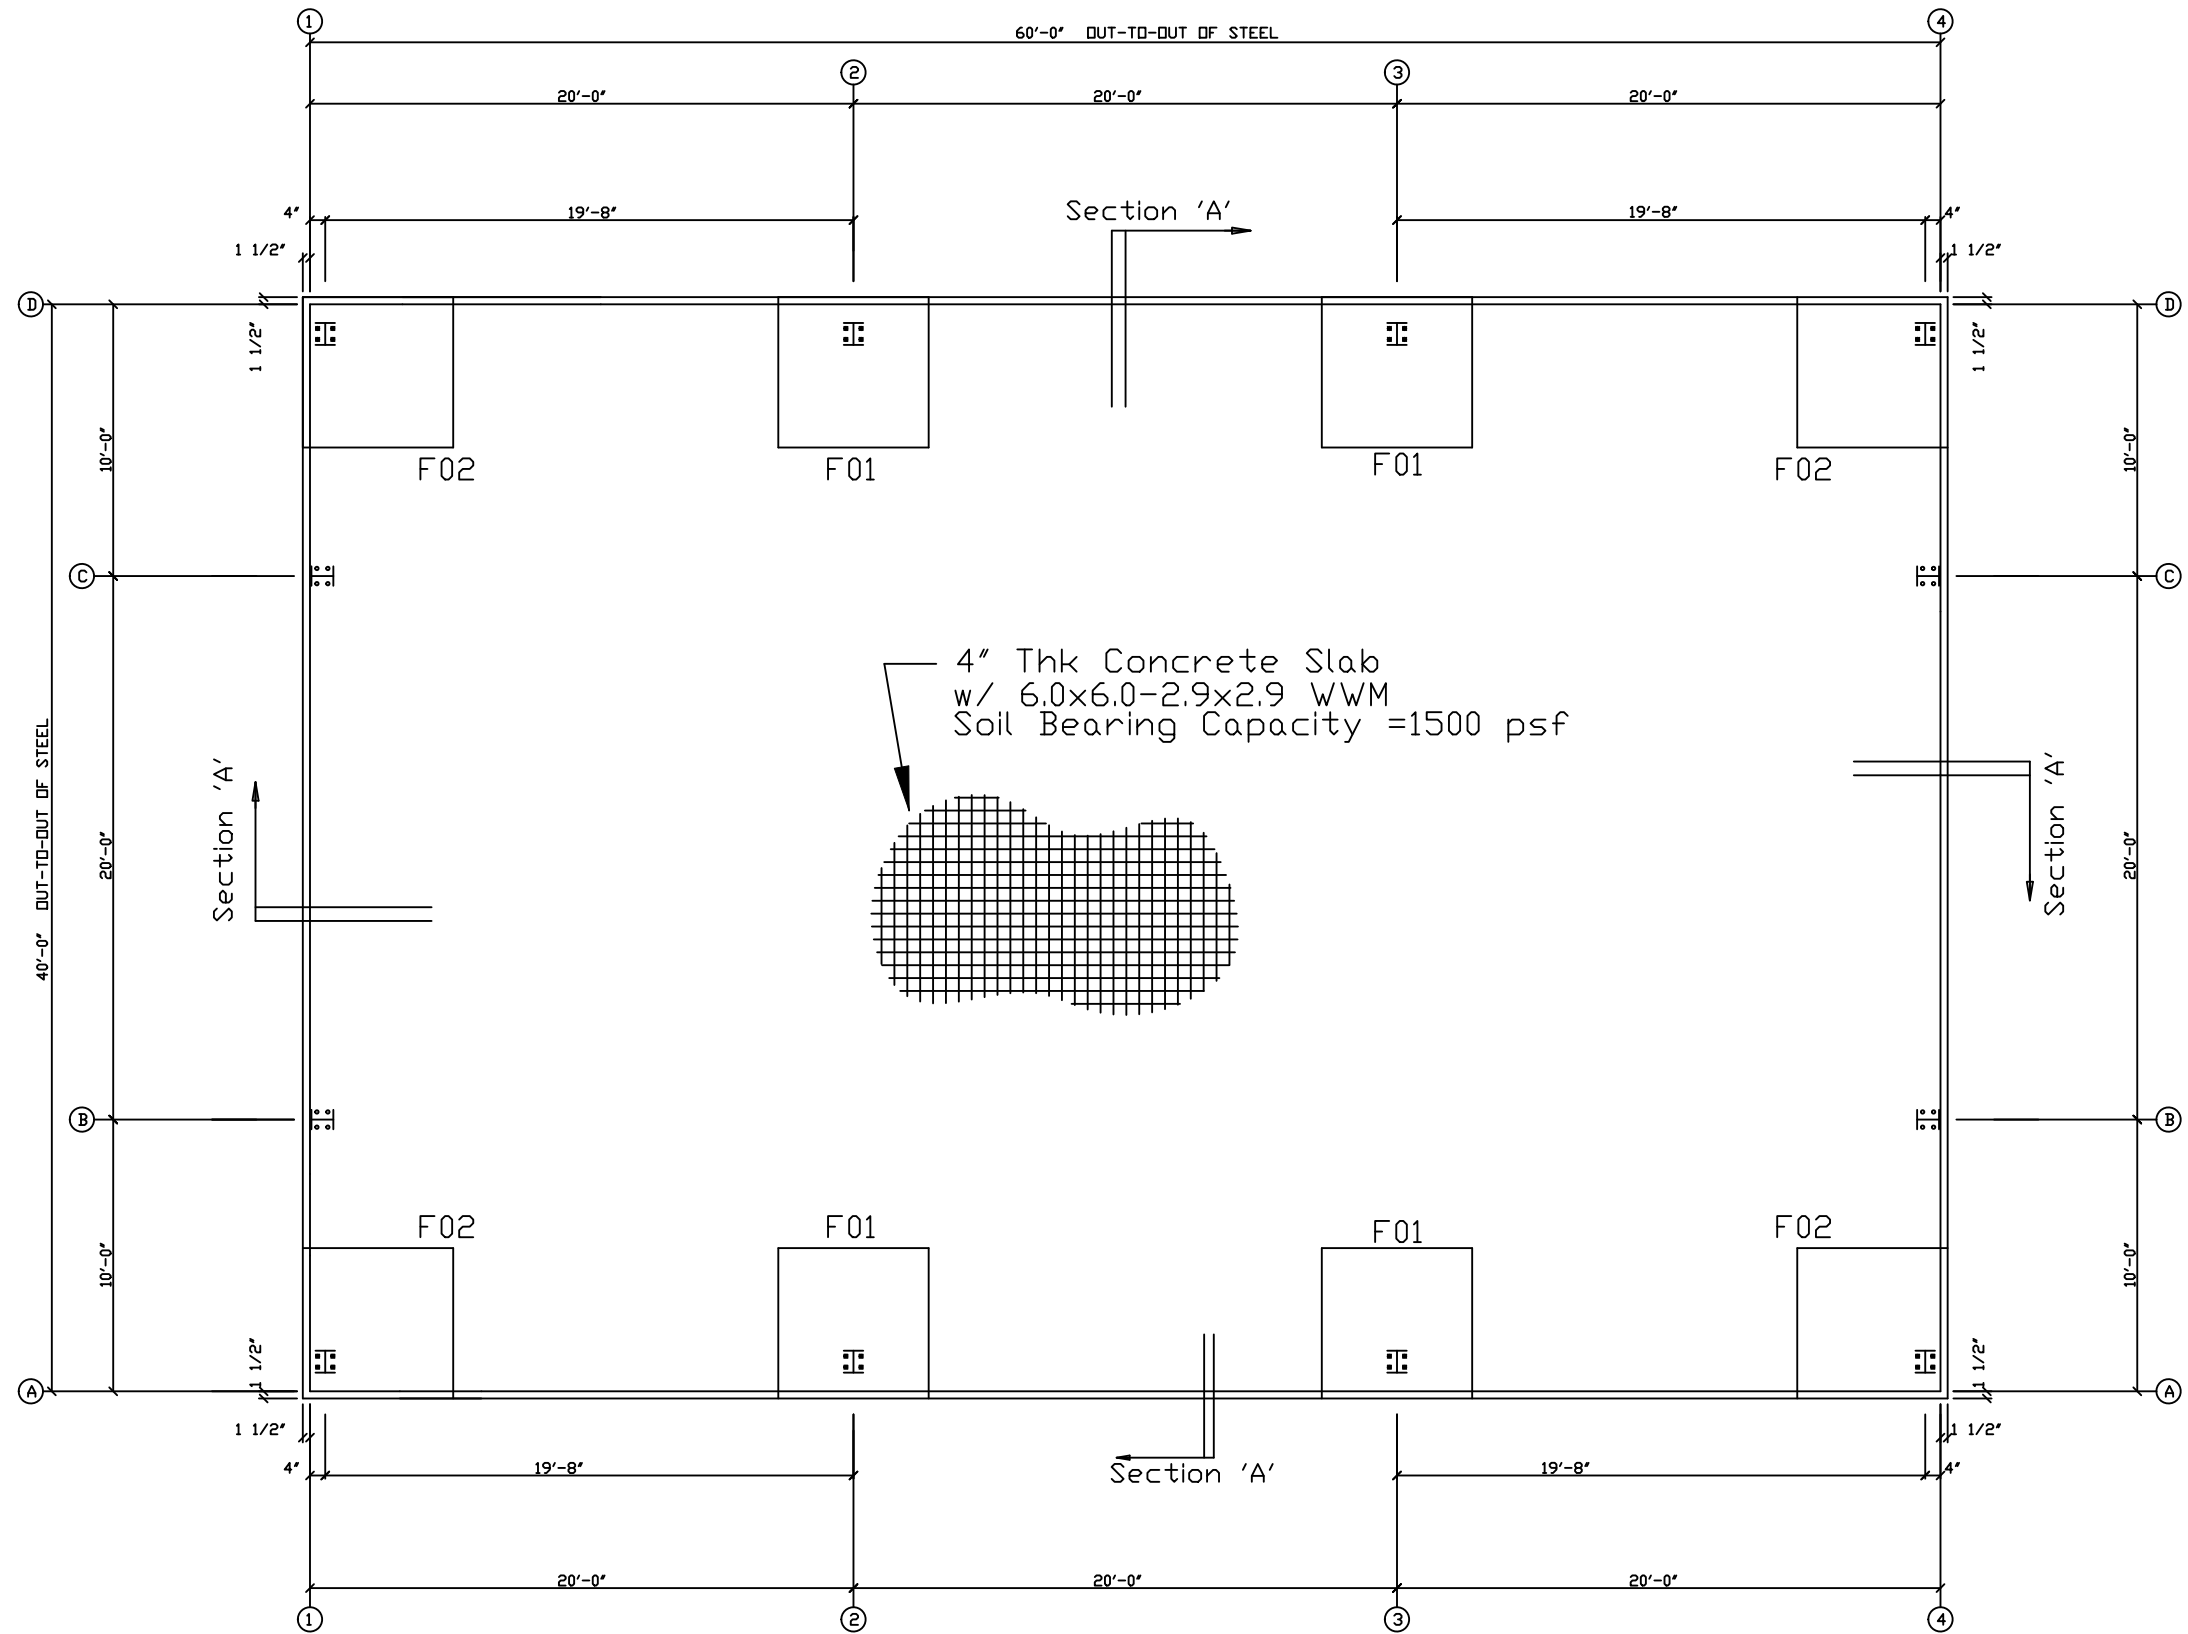 1 4
60'-0" OUT-TO-OUT OF STEEL
2 3
20'-0" 20'-0" 20'-0"
Section 'A'
4" 19'-8" 19'-8" 4"
1 1/2" 1 1/2"
D D
1 1/2" 1 1/2"
10'-0" 10'-0"
F02 F01 F01 F02
C C
4" Thk Concrete Slab
w/ 6.0x6.0-2.9x2.9 WWM
Soil Bearing Capacity =1500 psf
40'-0" OUT-TO-OUT OF STEEL
20'-0" 20'-0"
Section 'A' Section 'A'
B B
F02 F01 F01 F02
10'-0" 10'-0"
1 1/2" 1 1/2"
A A
1 1/2" 1 1/2"
4" 19'-8" 19'-8" 4"
Section 'A'
20'-0" 20'-0" 20'-0"
1 2 3 4